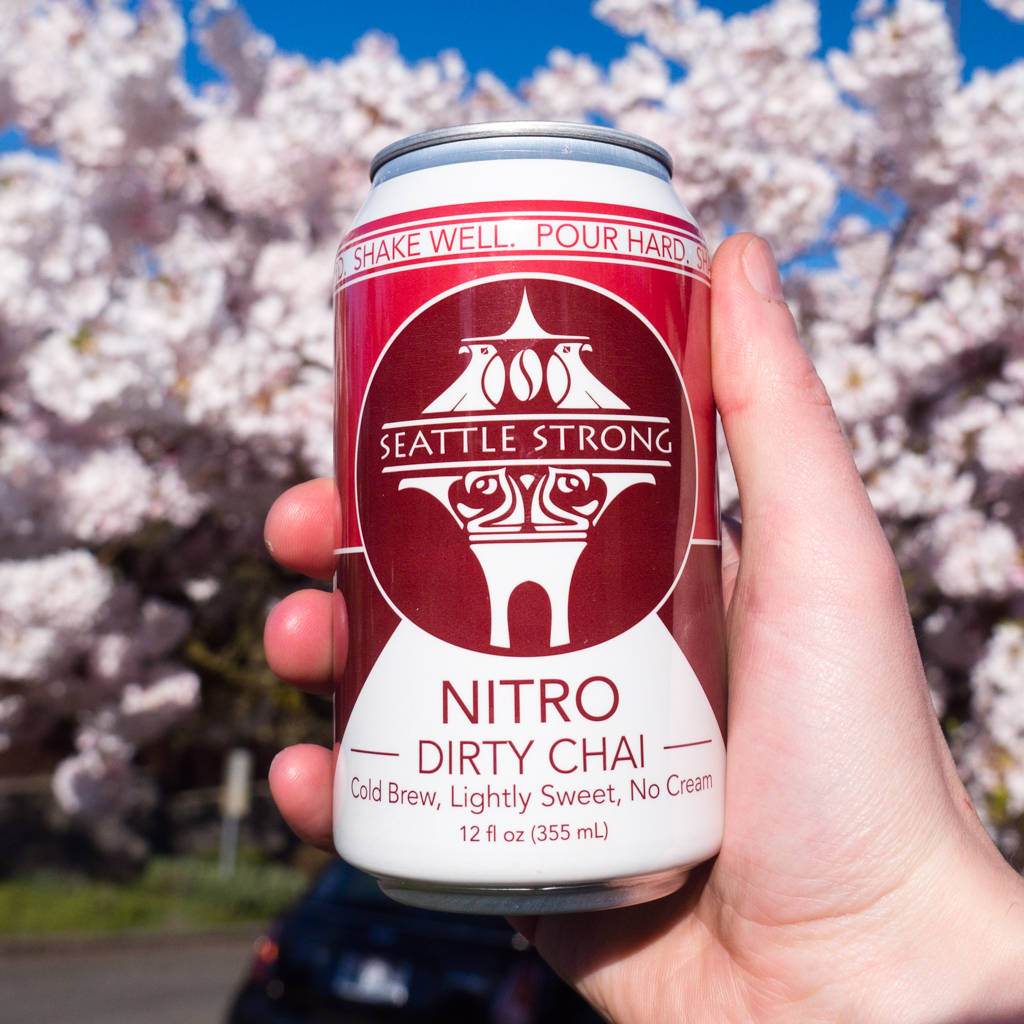 D. SHAKE WELL. POUR HARD. SH
SEATTLE STRONG
NITRO
DIRTY CHAI
Cold Brew, Lightly Sweet, No Cream
12 fl oz (355 mL)